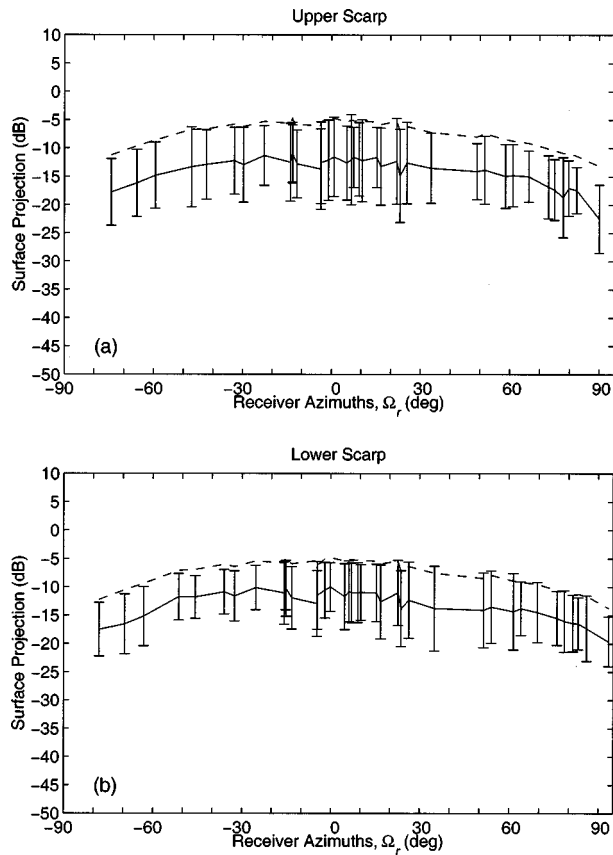 Upper Scarp
10
5
0
−5
−10
−15
−20
−25
−30
−35
−40
−45
−50
Surface Projection (dB)
(a)
−90 −60 −30 0 30 60 90
Receiver Azimuths, Ωr (deg)
Lower Scarp
10
5
0
−5
−10
−15
−20
−25
−30
−35
−40
−45
−50
Surface Projection (dB)
(b)
−90 −60 −30 0 30 60 90
Receiver Azimuths, Ωr (deg)